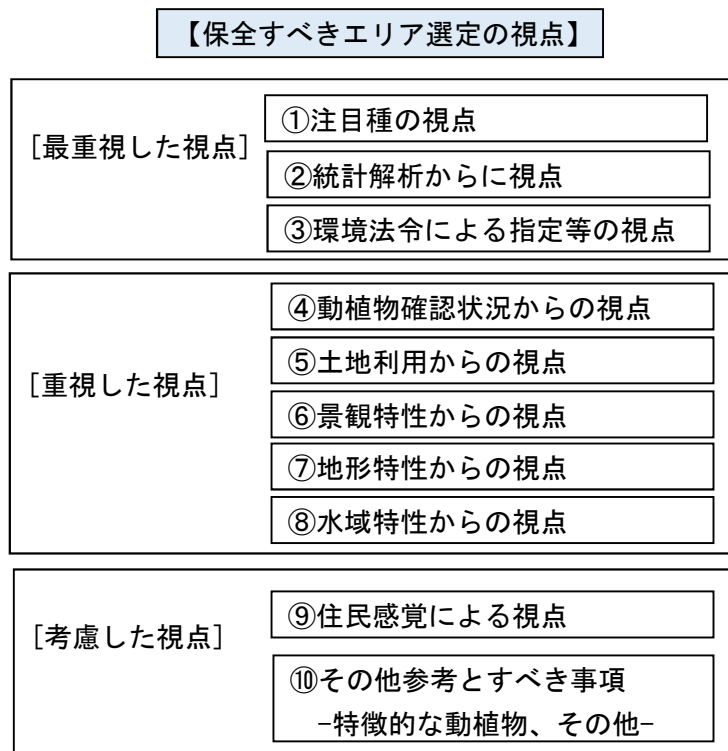 【保全すべきエリア選定の視点】
[最重視した視点]
①注目種の視点
②統計解析からに視点
③環境法令による指定等の視点
[重視した視点]
④動植物確認状況からの視点
⑤土地利用からの視点
⑥景観特性からの視点
⑦地形特性からの視点
⑧水域特性からの視点
[考慮した視点]
⑨住民感覚による視点
⑩その他参考とすべき事項
-特徴的な動植物、その他-